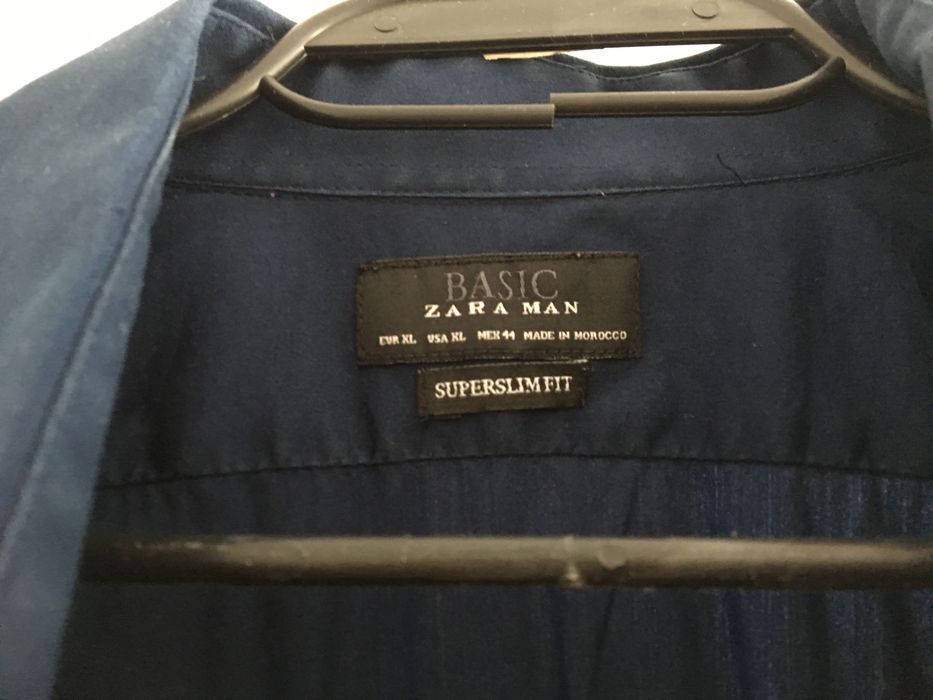 BASIC
ZARA MAN
EUR XL USA XL MEX 44 MADE IN MOROCCO
SUPERSLIM FIT